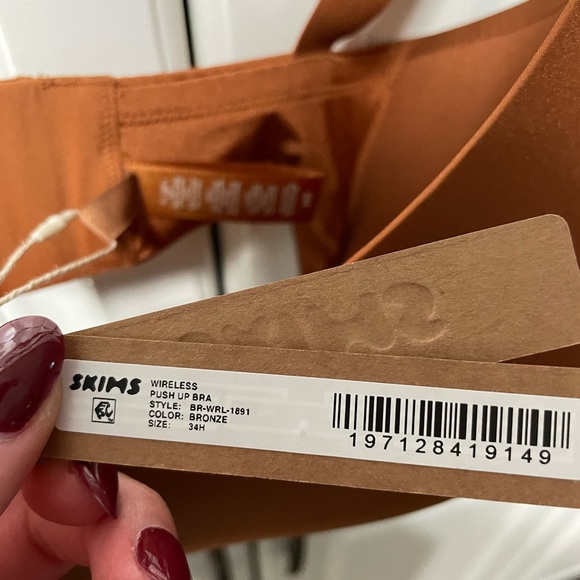 SKIMS
WIRELESS
PUSH UP BRA
STYLE: BR-WRL-1891
COLOR: BRONZE
SIZE: 34H
197128419149